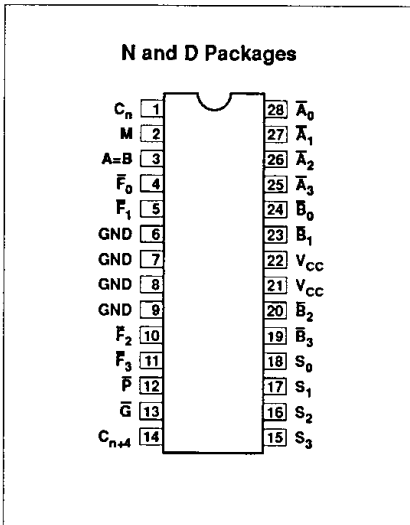 N and D Packages
C̅n 1 28 A̅0
M 2 27 A̅1
A=B 3 26 A̅2
F̅0 4 25 A̅3
F̅1 5 24 B̅0
GND 6 23 B̅1
GND 7 22 VCC
GND 8 21 VCC
GND 9 20 B̅2
F̅2 10 19 B̅3
F̅3 11 18 S0
P̅ 12 17 S1
G̅ 13 16 S2
Cn+4 14 15 S3